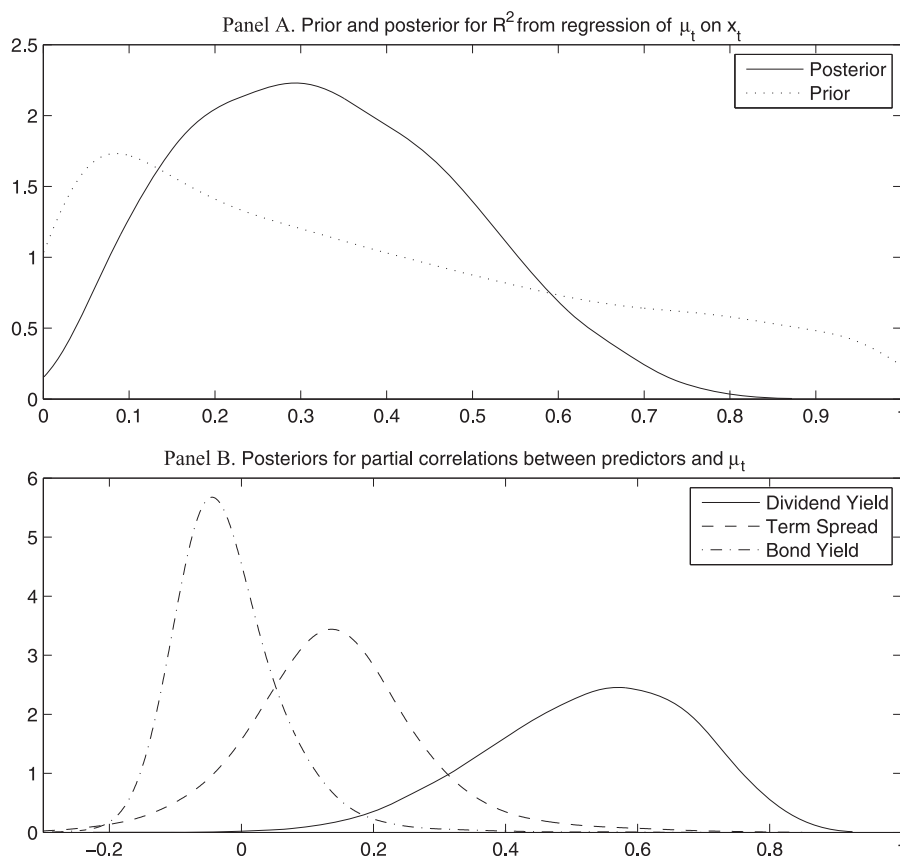 Panel A. Prior and posterior for R² from regression of μt on xt
2.5
2
1.5
1
0.5
0
Posterior
Prior
0 0.1 0.2 0.3 0.4 0.5 0.6 0.7 0.8 0.9 1
Panel B. Posteriors for partial correlations between predictors and μt
6
5
4
3
2
1
0
Dividend Yield
Term Spread
Bond Yield
−0.2 0 0.2 0.4 0.6 0.8 1